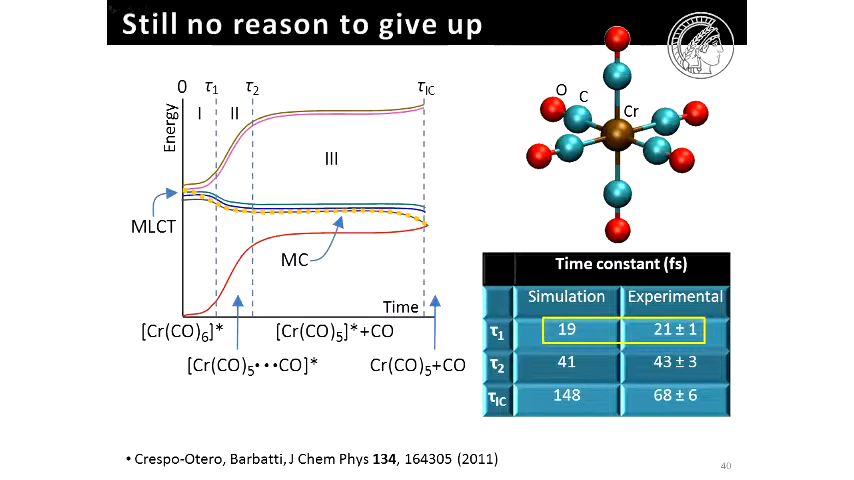 Still no reason to give up
0 τ1 τ2 τIC
I II
III
Energy
MLCT
MC
Time
[Cr(CO)6]* [Cr(CO)5]*+CO
[Cr(CO)5•••CO]* Cr(CO)5+CO
O C Cr
Time constant (fs)
Simulation Experimental
τ1 19 21 ± 1
τ2 41 43 ± 3
τIC 148 68 ± 6
• Crespo-Otero, Barbatti, J Chem Phys 134, 164305 (2011)
40